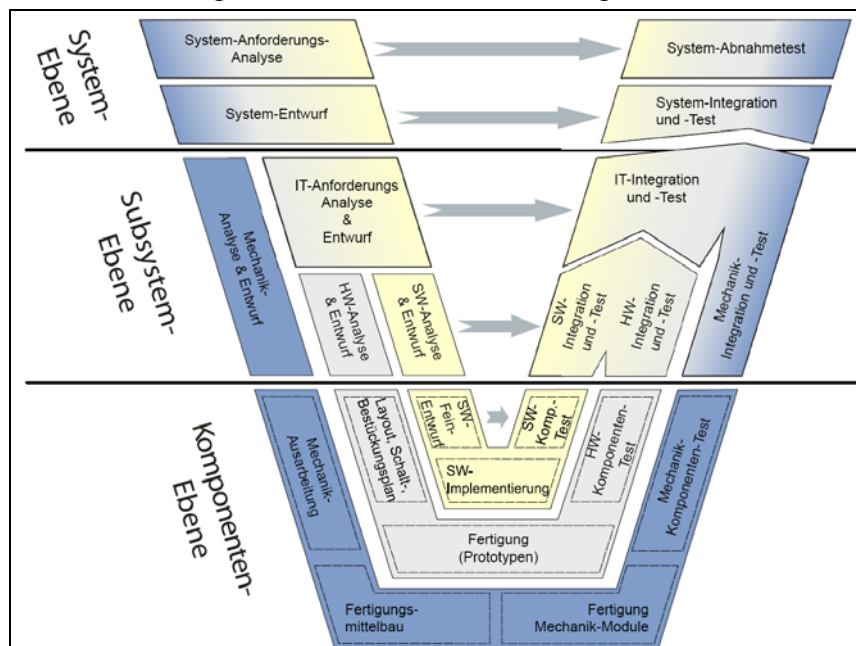 System-
Ebene
System-Anforderungs-
Analyse
System-Abnahmetest
System-Entwurf
System-Integration
und -Test
Subsystem-
Ebene
Mechanik-
Analyse & Entwurf
IT-Anforderungs
Analyse
&
Entwurf
IT-Integration
und -Test
HW-Analyse
& Entwurf
SW-Analyse
& Entwurf
SW-
Integration
und -Test
HW-
Integration
und -Test
Mechanik-
Integration und -Test
Komponenten-
Ebene
Mechanik-
Ausarbeitung
Layout, Schalt-,
Bestückungsplan
SW-
Fein-
Entwurf
SW-
Komp.-
Test
SW-
Implementierung
HW-
Komponenten-
Test
Mechanik-
Komponenten-Test
Fertigung
(Prototypen)
Fertigungs-
mittelbau
Fertigung
Mechanik-Module